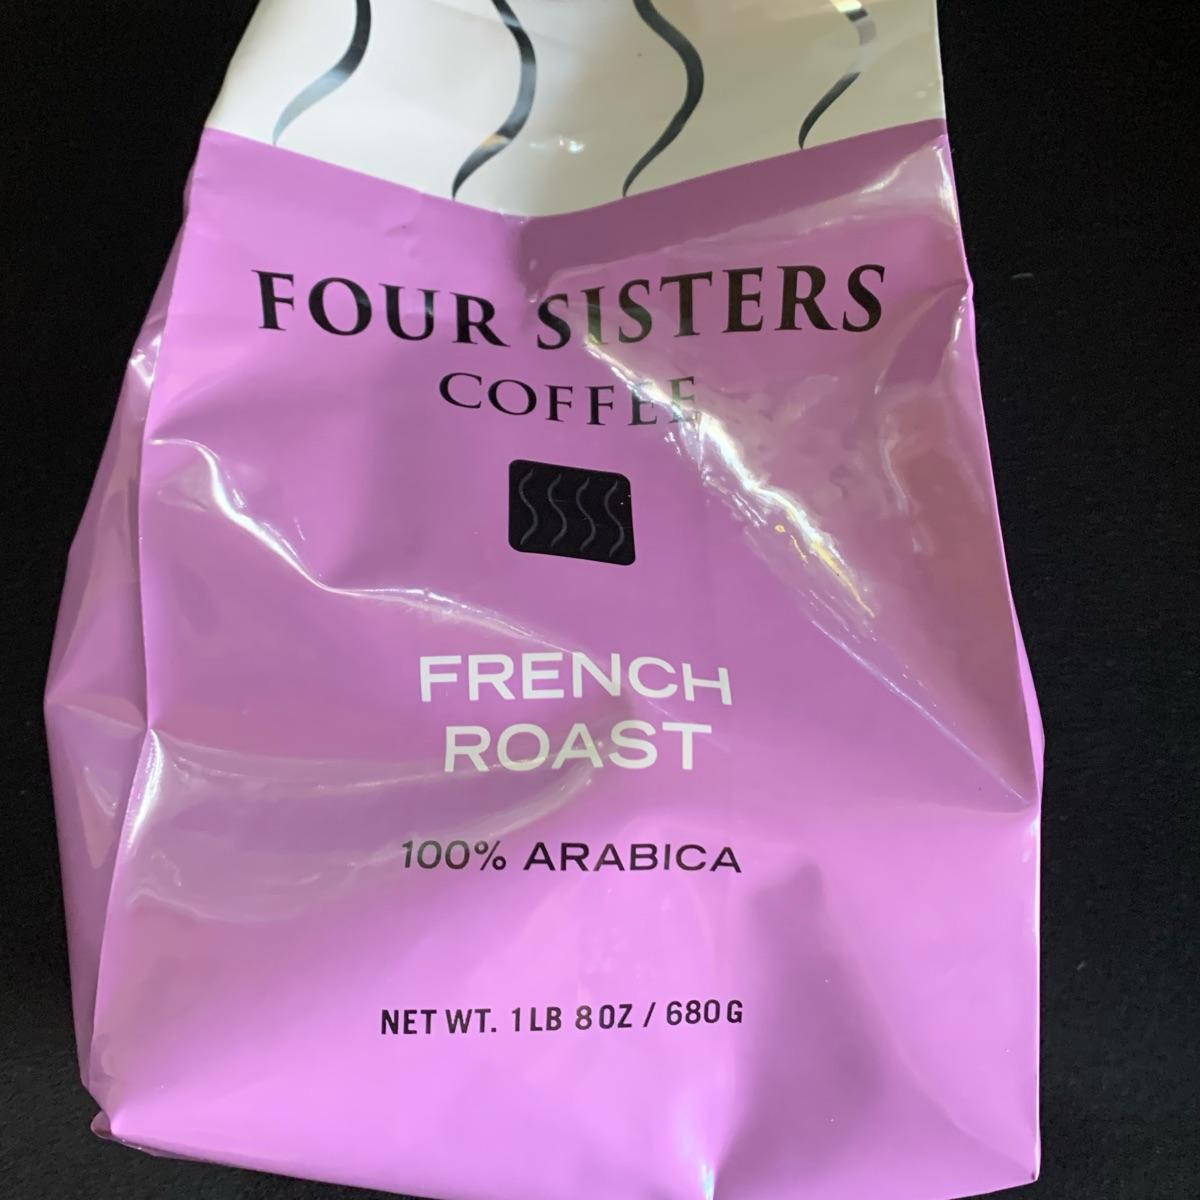 FOUR SISTERS
COFFEE
FRENCH
ROAST
100% ARABICA
NET WT. 1 LB 8 OZ / 680 G